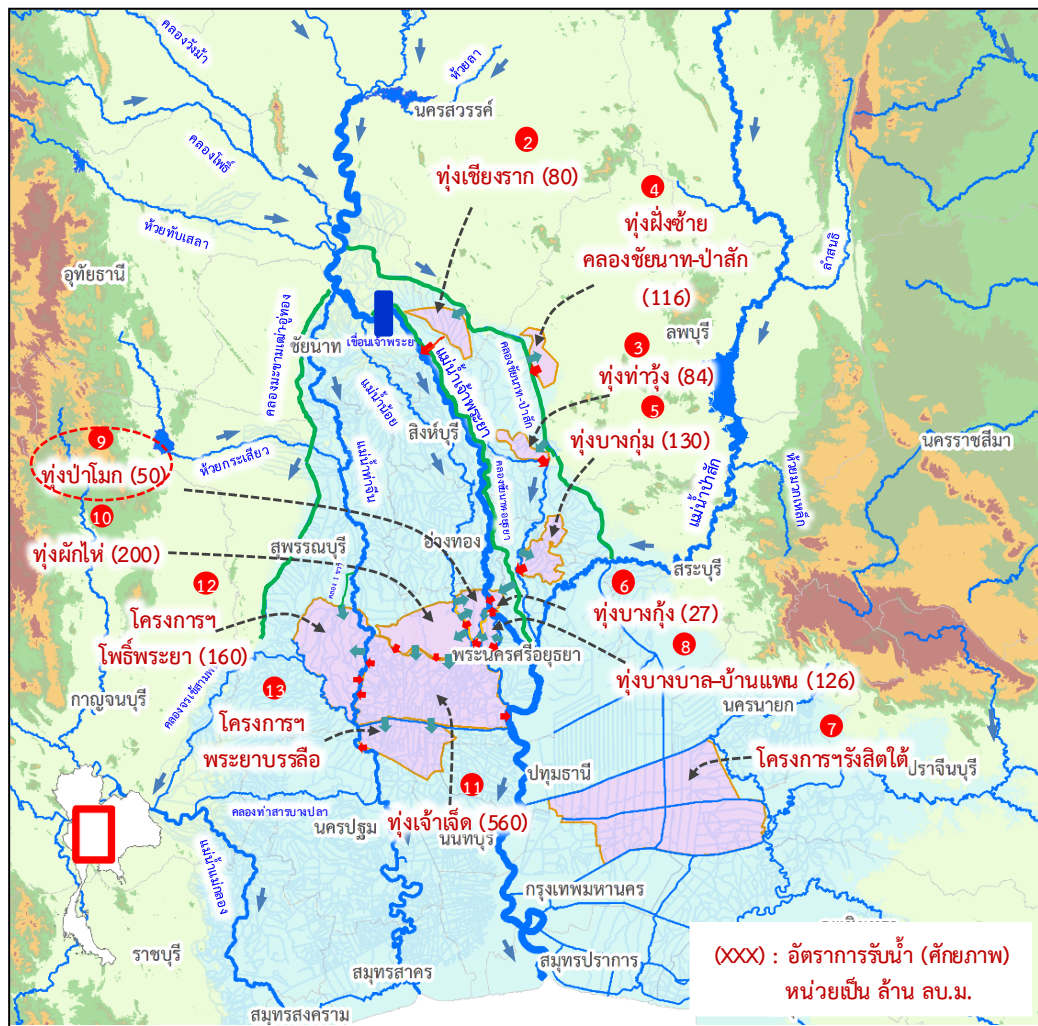 คลองวังม้า
ห้วยลา
นครสวรรค์
คลองโพธิ์
2
ทุ่งเชียงราก (80)
4
ทุ่งฝั่งซ้าย
คลองชัยนาท-ป่าสัก
(116)
ห้วยทับเสลา
ลำสนธิ
อุทัยธานี
คลองมะขามเฒ่า-อู่ทอง
ชัยนาท
เขื่อนเจ้าพระยา
แม่น้ำเจ้าพระยา
คลองชัยนาท-ป่าสัก
แม่น้ำน้อย
3
ลพบุรี
ทุ่งท่าวุ้ง (84)
5
ทุ่งบางกุ่ม (130)
สิงห์บุรี
นครราชสีมา
9
ทุ่งป่าโมก (50)
ห้วยกระเสียว
แม่น้ำท่าจีน
คลองชัยนาท-อยุธยา
แม่น้ำป่าสัก
ห้วยมวกเหล็ก
10
ทุ่งผักไห่ (200)
สุพรรณบุรี
อ่างทอง
สระบุรี
12
โครงการฯ
โพธิ์พระยา (160)
6
ทุ่งบางกุ้ง (27)
8
พระนครศรีอยุธยา
ทุ่งบางบาล-บ้านแพน (126)
กาญจนบุรี
13
โครงการฯ
พระยาบรรลือ
นครนายก
7
โครงการฯรังสิตใต้
ปราจีนบุรี
ปทุมธานี
11
ทุ่งเจ้าเจ็ด (560)
คลองท่าสารบางปลา
นครปฐม
นนทบุรี
แม่น้ำแม่กลอง
กรุงเทพมหานคร
ราชบุรี
สมุทรสาคร
สมุทรปราการ
สมุทรสงคราม
(XXX) : อัตราการรับน้ำ (ศักยภาพ)
หน่วยเป็น ล้าน ลบ.ม.